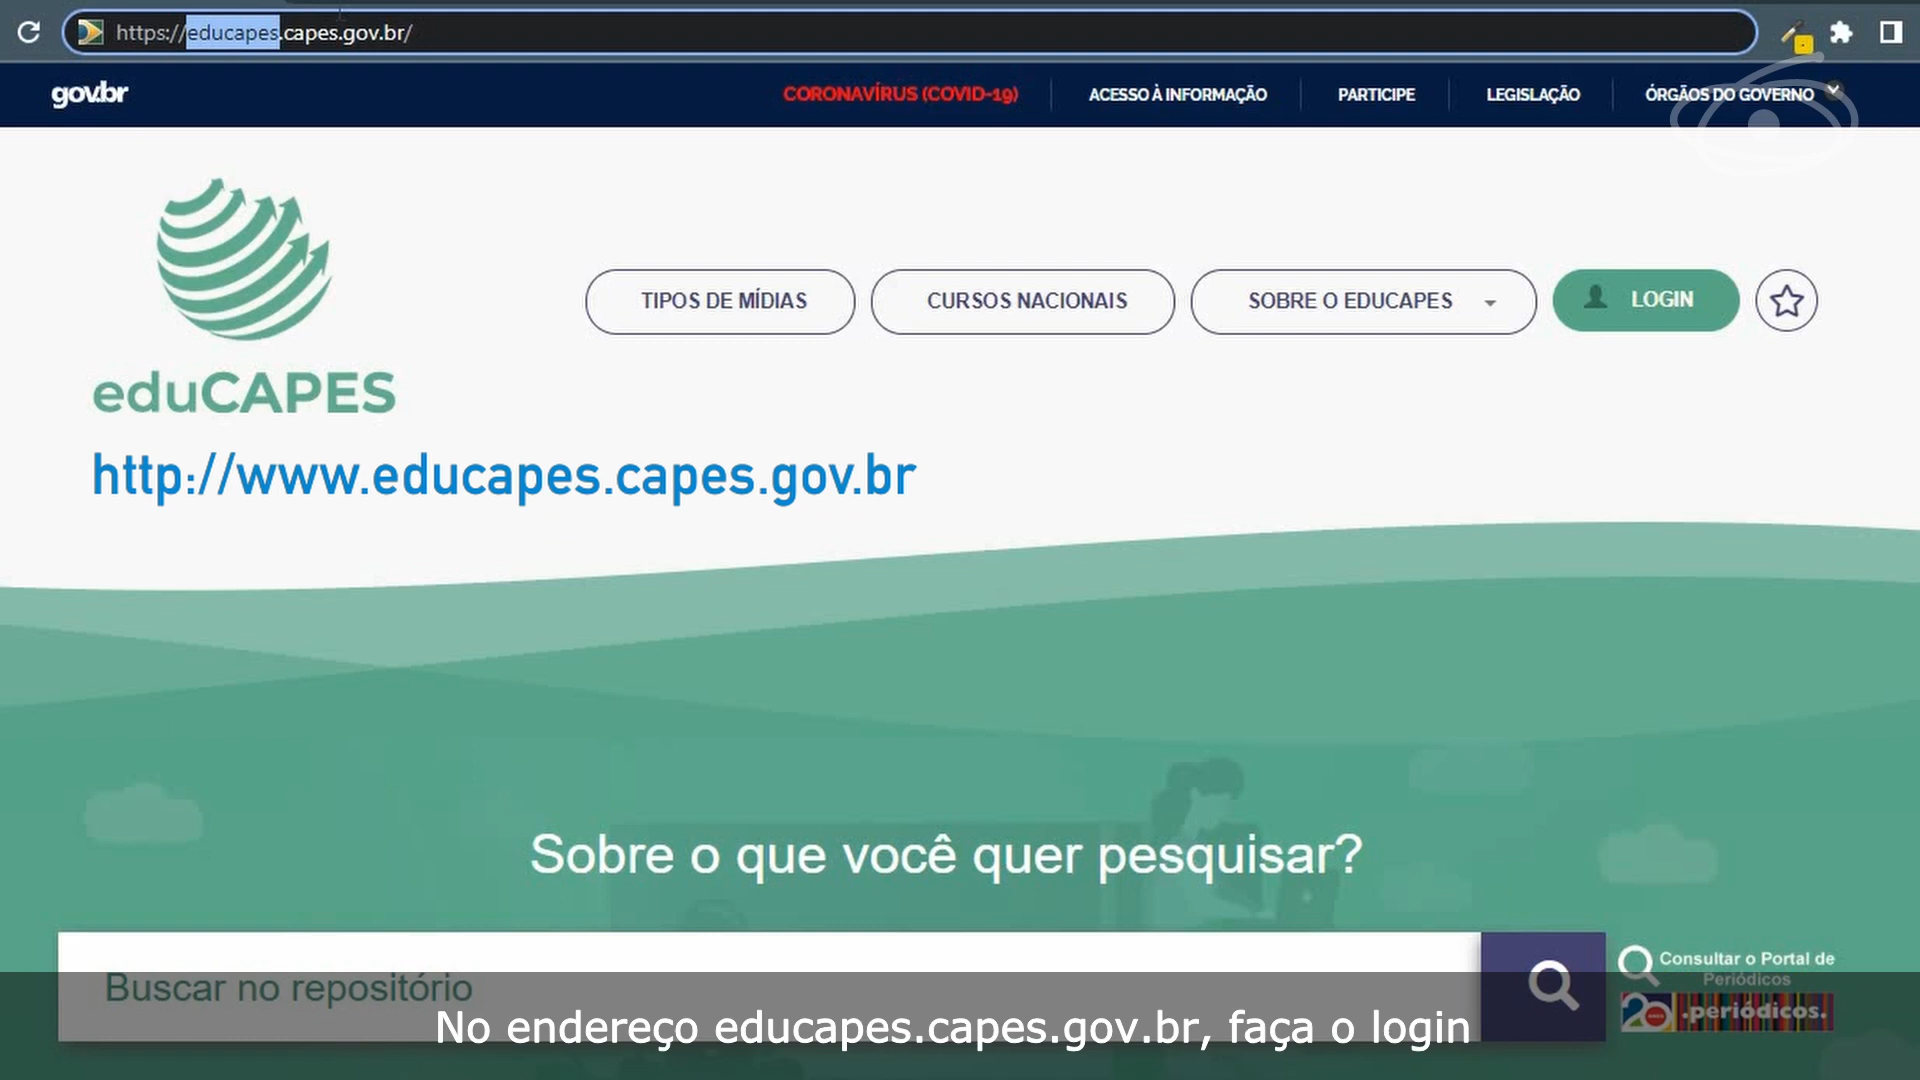 https://educapes.capes.gov.br/
gov.br
CORONAVÍRUS (COVID-19)
ACESSO À INFORMAÇÃO
PARTICIPE
LEGISLAÇÃO
ÓRGÃOS DO GOVERNO
TIPOS DE MÍDIAS
CURSOS NACIONAIS
SOBRE O EDUCAPES
LOGIN
eduCAPES
http://www.educapes.capes.gov.br
Sobre o que você quer pesquisar?
Buscar no repositório
Consultar o Portal de
Periódicos
20 .periódicos.
No endereço educapes.capes.gov.br, faça o login